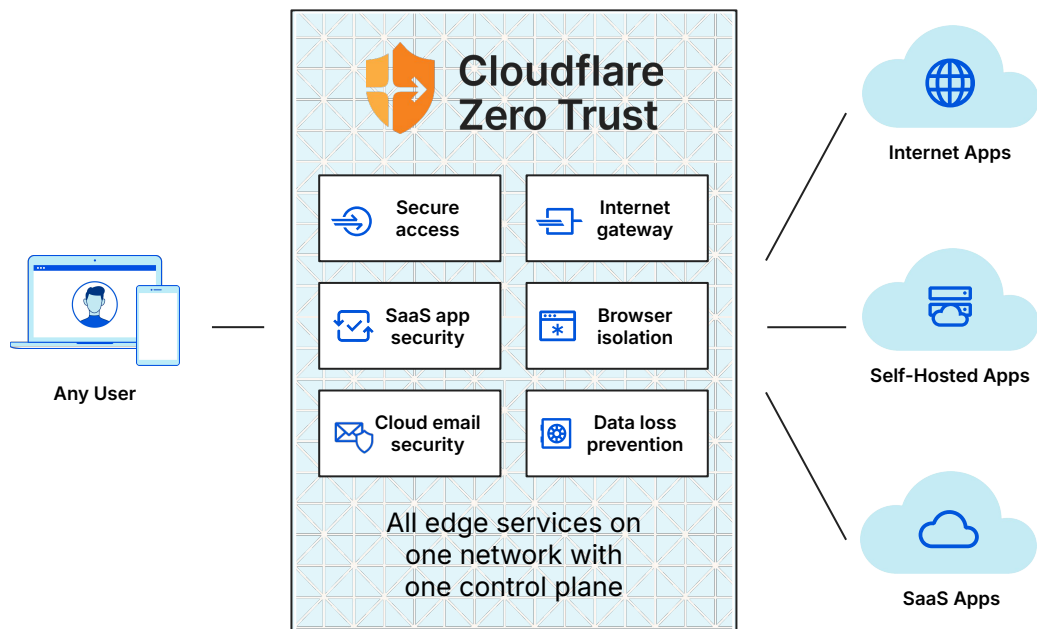 Cloudflare
Zero Trust
Secure
access
Internet
gateway
SaaS app
security
Browser
isolation
Cloud email
security
Data loss
prevention
All edge services on
one network with
one control plane
Any User
Internet Apps
Self-Hosted Apps
SaaS Apps